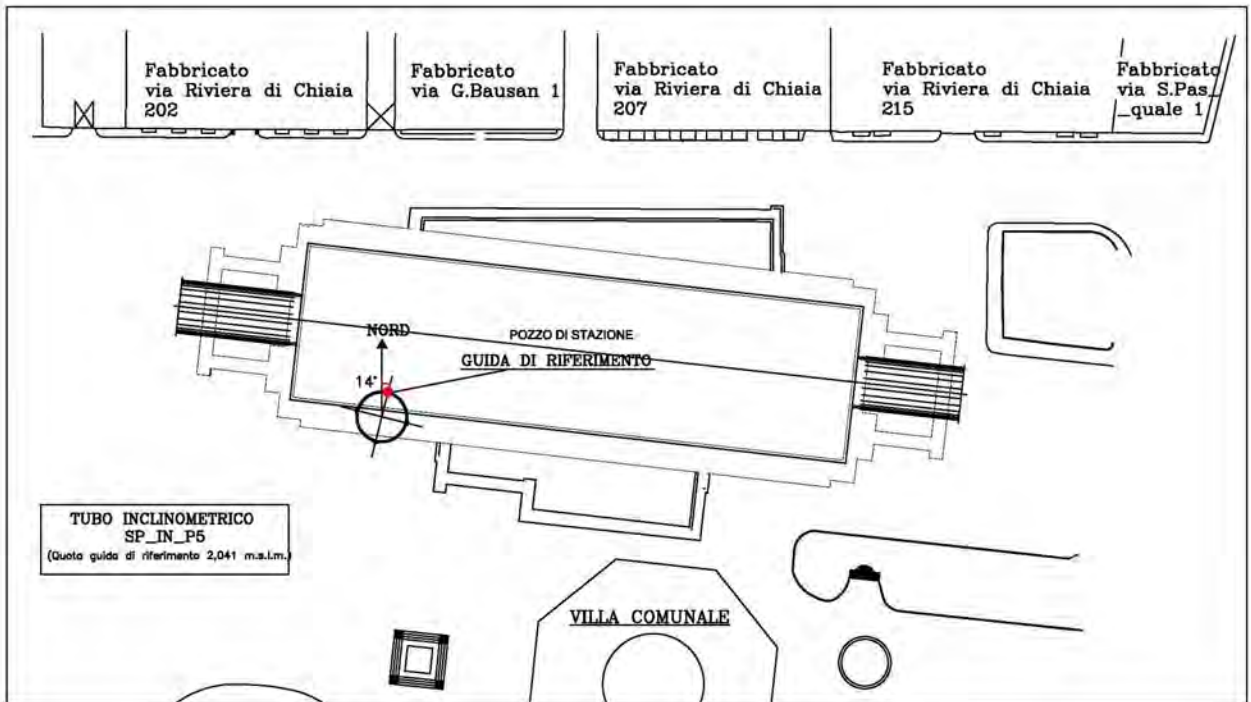 Fabbricato
via Riviera di Chiaia
202
Fabbricato
via G.Bausan 1
Fabbricato
via Riviera di Chiaia
207
Fabbricato
via Riviera di Chiaia
215
Fabbricato
via S.Pas_
_quale 1
NORD
POZZO DI STAZIONE
GUIDA DI RIFERIMENTO
14°
TUBO INCLINOMETRICO
SP_IN_P5
(Quota guida di riferimento 2,041 m.s.l.m.)
VILLA COMUNALE